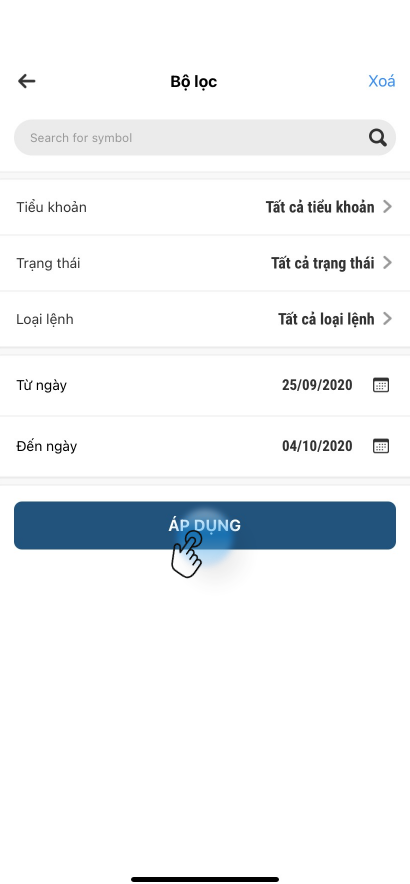 Bộ lọc
Xoá
Search for symbol
Tiểu khoản
Tất cả tiểu khoản
Trạng thái
Tất cả trạng thái
Loại lệnh
Tất cả loại lệnh
Từ ngày
25/09/2020
Đến ngày
04/10/2020
ÁP DỤNG